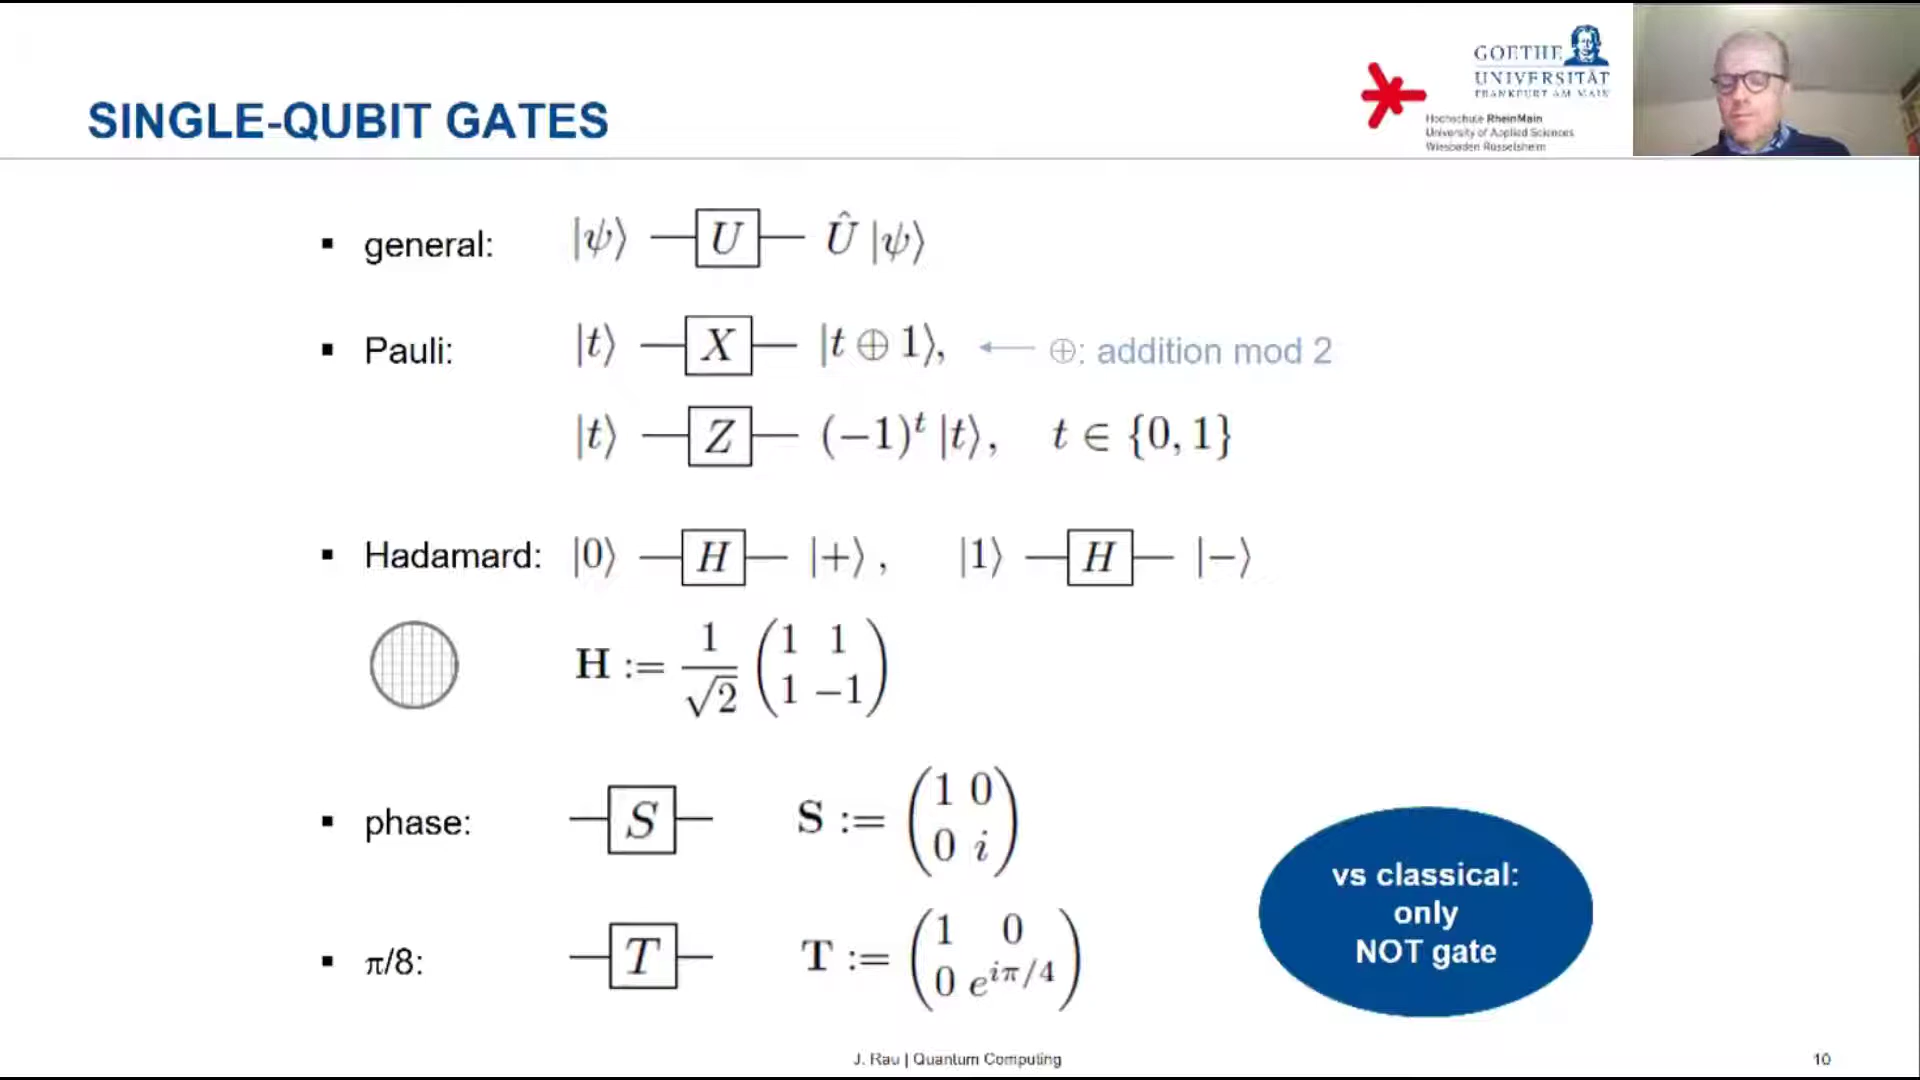 GOETHE
UNIVERSITÄT
FRANKFURT AM MAIN
Hochschule RheinMain
University of Applied Sciences
Wiesbaden Rüsselsheim
SINGLE-QUBIT GATES
▪ general: |ψ⟩ U Û |ψ⟩
▪ Pauli: |t⟩ X |t ⊕ 1⟩, ← ⊕: addition mod 2
|t⟩ Z (−1)^t |t⟩, t ∈ {0, 1}
▪ Hadamard: |0⟩ H |+⟩ , |1⟩ H |−⟩
H := 1/√2 (1 1
1 −1)
▪ phase: S S := (1 0
0 i)
▪ π/8: T T := (1 0
0 e^{iπ/4})
vs classical:
only
NOT gate
J. Rau | Quantum Computing
10